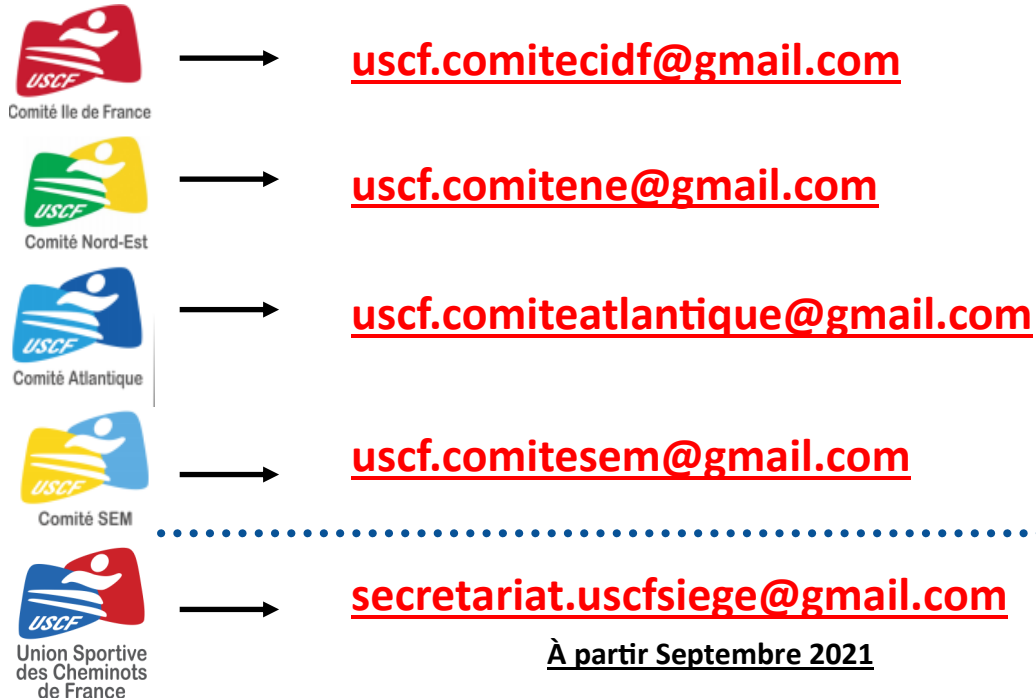 USCF
Comité Ile de France
uscf.comitecidf@gmail.com
USCF
Comité Nord-Est
uscf.comitene@gmail.com
USCF
Comité Atlantique
uscf.comiteatlantique@gmail.com
USCF
Comité SEM
uscf.comitesem@gmail.com
USCF
Union Sportive
des Cheminots
de France
secretariat.uscfsiege@gmail.com
À partir Septembre 2021